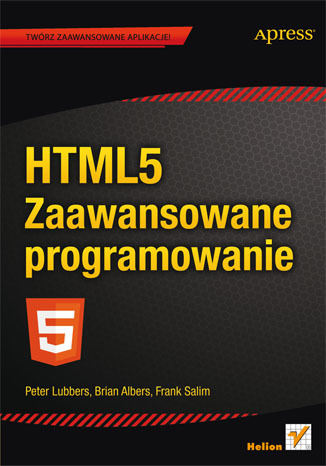 TWÓRZ ZAAWANSOWANE APLIKACJE!
Apress®
HTML5
Zaawansowane
programowanie
5
Peter Lubbers, Brian Albers, Frank Salim
Helion